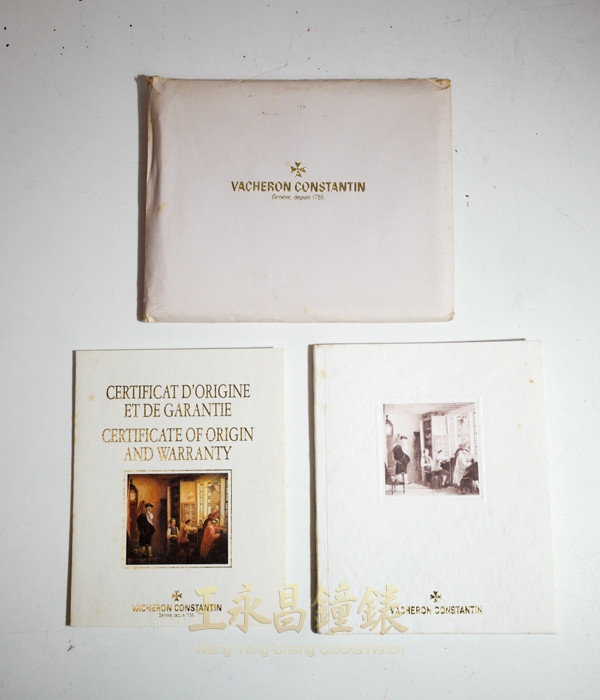 VACHERON CONSTANTIN
Genève, depuis 1755.
CERTIFICAT D'ORIGINE
ET DE GARANTIE
CERTIFICATE OF ORIGIN
AND WARRANTY
VACHERON CONSTANTIN
Genève, depuis 1755.
VACHERON CONSTANTIN
王永昌鐘錶
Wang Yung-Chang Clock&Watch